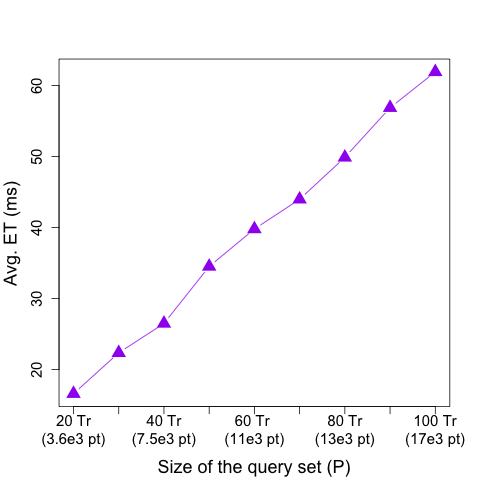 60
50
40
30
20
Avg. ET (ms)
20 Tr 40 Tr 60 Tr 80 Tr 100 Tr
(3.6e3 pt) (7.5e3 pt) (11e3 pt) (13e3 pt) (17e3 pt)
Size of the query set (P)